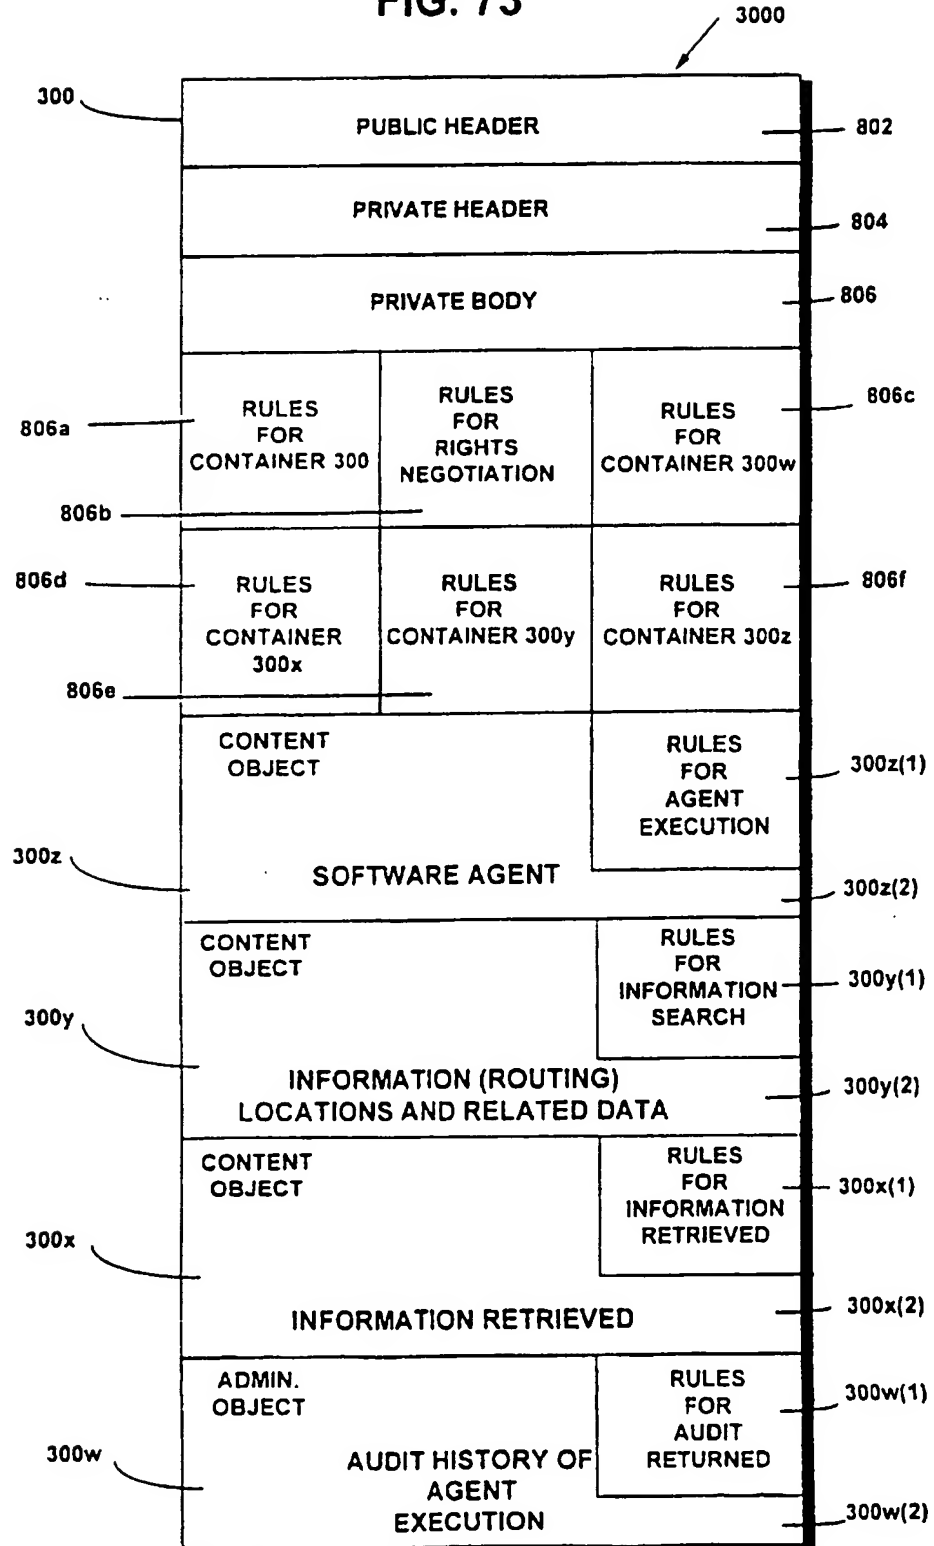 FIG. 73
3000
300
PUBLIC HEADER
802
PRIVATE HEADER
804
PRIVATE BODY
806
806a
RULES
FOR
CONTAINER 300
806b
RULES
FOR
RIGHTS
NEGOTIATION
806c
RULES
FOR
CONTAINER 300w
806d
RULES
FOR
CONTAINER
300x
806e
RULES
FOR
CONTAINER 300y
806f
RULES
FOR
CONTAINER 300z
CONTENT
OBJECT
RULES
FOR
AGENT
EXECUTION
300z(1)
300z
SOFTWARE AGENT
300z(2)
CONTENT
OBJECT
RULES
FOR
INFORMATION
SEARCH
300y(1)
300y
INFORMATION (ROUTING)
LOCATIONS AND RELATED DATA
300y(2)
CONTENT
OBJECT
RULES
FOR
INFORMATION
RETRIEVED
300x(1)
300x
INFORMATION RETRIEVED
300x(2)
ADMIN.
OBJECT
RULES
FOR
AUDIT
RETURNED
300w(1)
300w
AUDIT HISTORY OF
AGENT
EXECUTION
300w(2)